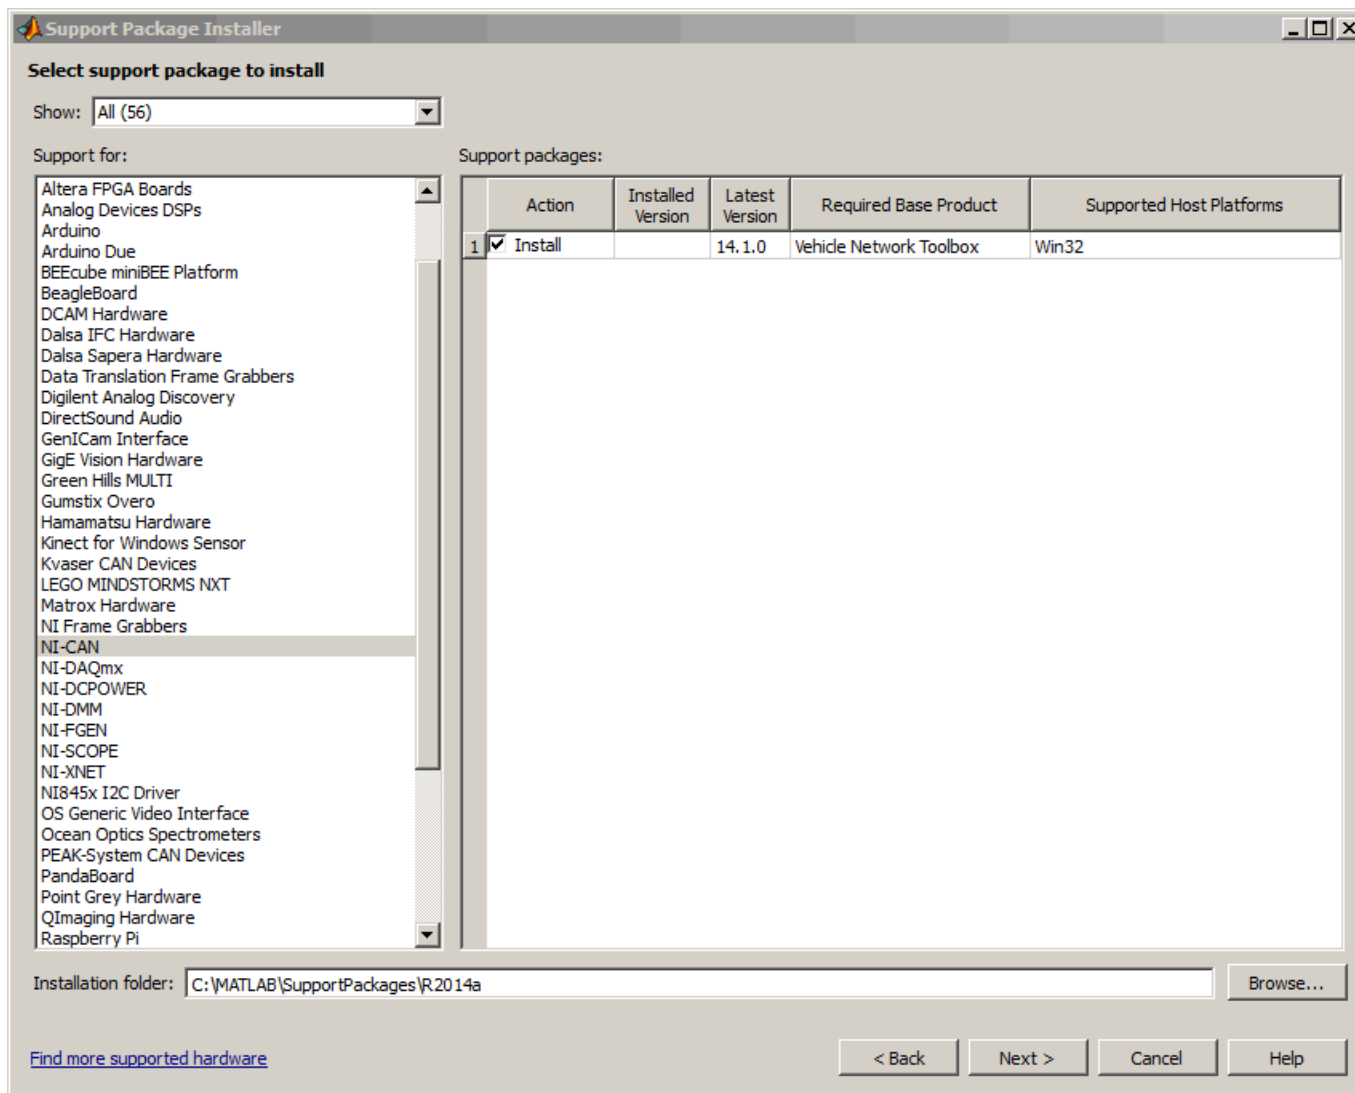 Support Package Installer
Select support package to install
Show: All (56)
Support for:
Altera FPGA Boards
Analog Devices DSPs
Arduino
Arduino Due
BEEcube miniBEE Platform
BeagleBoard
DCAM Hardware
Dalsa IFC Hardware
Dalsa Sapera Hardware
Data Translation Frame Grabbers
Digilent Analog Discovery
DirectSound Audio
GenICam Interface
GigE Vision Hardware
Green Hills MULTI
Gumstix Overo
Hamamatsu Hardware
Kinect for Windows Sensor
Kvaser CAN Devices
LEGO MINDSTORMS NXT
Matrox Hardware
NI Frame Grabbers
NI-CAN
NI-DAQmx
NI-DCPOWER
NI-DMM
NI-FGEN
NI-SCOPE
NI-XNET
NI845x I2C Driver
OS Generic Video Interface
Ocean Optics Spectrometers
PEAK-System CAN Devices
PandaBoard
Point Grey Hardware
QImaging Hardware
Raspberry Pi
Support packages:
Action Installed Version Latest Version Required Base Product Supported Host Platforms
1 Install 14.1.0 Vehicle Network Toolbox Win32
Installation folder: C:\MATLAB\SupportPackages\R2014a Browse...
Find more supported hardware < Back Next > Cancel Help